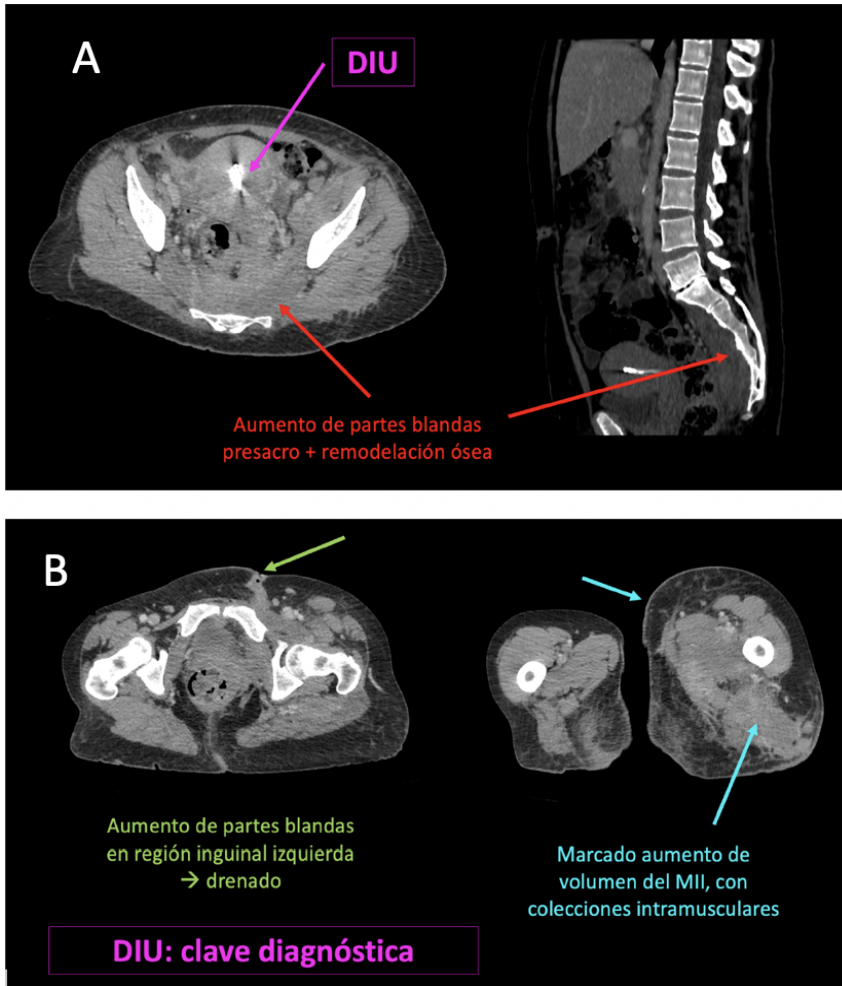 A
DIU
Aumento de partes blandas
presacro + remodelación ósea
B
Aumento de partes blandas
en región inguinal izquierda
→ drenado
Marcado aumento de
volumen del MII, con
colecciones intramusculares
DIU: clave diagnóstica